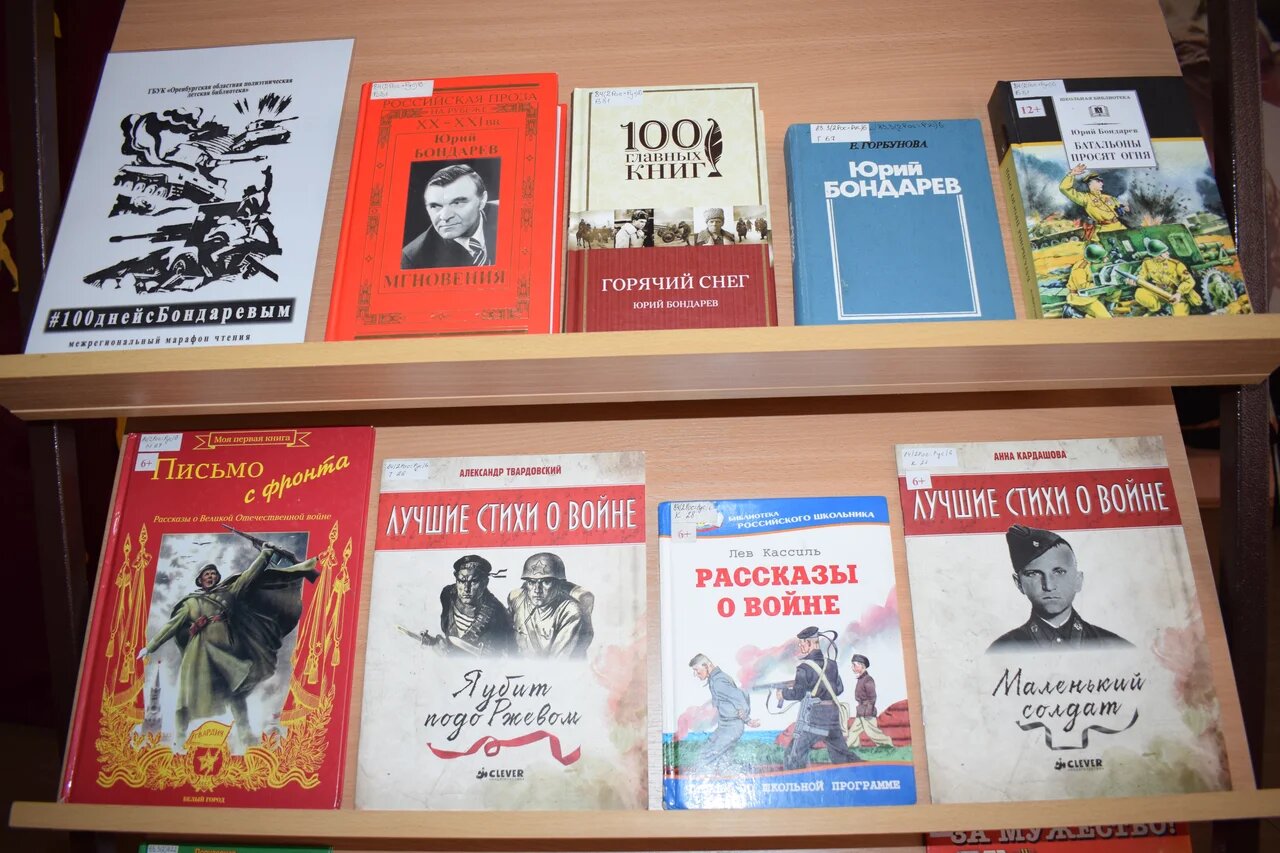 ГБУК «Оренбургская областная полиэтническая
детская библиотека»
#100днейсБондаревым
межрегиональный марафон чтения
РОССИЙСКАЯ ПРОЗА
НА РУБЕЖЕ
XX – XXI ВВ
ЮРИЙ
БОНДАРЕВ
МГНОВЕНИЯ
100
ГЛАВНЫХ
КНИГ
ГОРЯЧИЙ СНЕГ
ЮРИЙ БОНДАРЕВ
Е. ГОРБУНОВА
Юрий
БОНДАРЕВ
12+
ШКОЛЬНАЯ БИБЛИОТЕКА
Юрий Бондарев
БАТАЛЬОНЫ
ПРОСЯТ ОГНЯ
Моя первая книга
6+
Письмо
с фронта
Рассказы о Великой Отечественной войне
ГВАРДИЯ
БЕЛЫЙ ГОРОД
АЛЕКСАНДР ТВАРДОВСКИЙ
ЛУЧШИЕ СТИХИ О ВОЙНЕ
Я убит
подо Ржевом
CLEVER
БИБЛИОТЕКА
РОССИЙСКОГО ШКОЛЬНИКА
6+
Лев Кассиль
РАССКАЗЫ
О ВОЙНЕ
ПО ШКОЛЬНОЙ ПРОГРАММЕ
АННА КАРДАШОВА
6+
ЛУЧШИЕ СТИХИ О ВОЙНЕ
Маленький
солдат
CLEVER
ЗА МУЖЕСТВО!